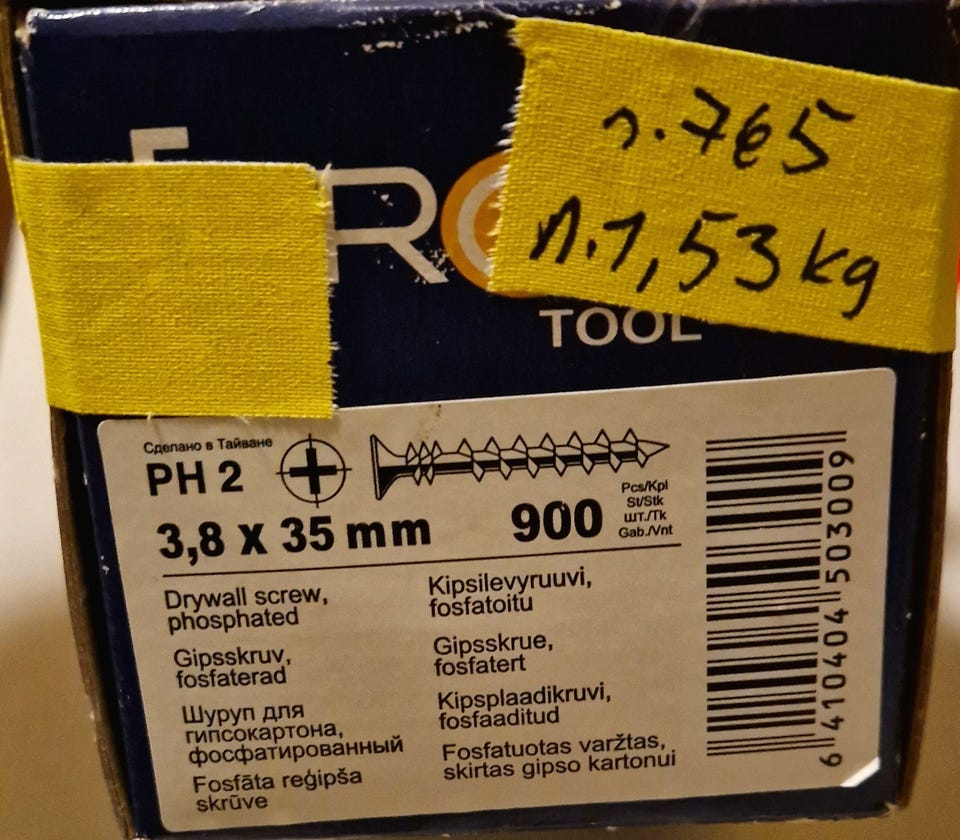 n.765
n.1,53 kg
TOOL
Сделано в Тайване
PH 2
3,8 x 35 mm
900
Pcs/Kpl
St/Stk
ШТ./Tk
Gab./Vnt
Drywall screw,
phosphated
Gipsskruv,
fosfaterad
Шуруп для
гипсокартона,
фосфатированный
Fosfāta reģipša
skrūve
Kipsilevyruuvi,
fosfatoitu
Gipsskrue,
fosfatert
Kipsplaadikruvi,
fosfaaditud
Fosfatuotas varžtas,
skirtas gipso kartonui
6 410404 503009